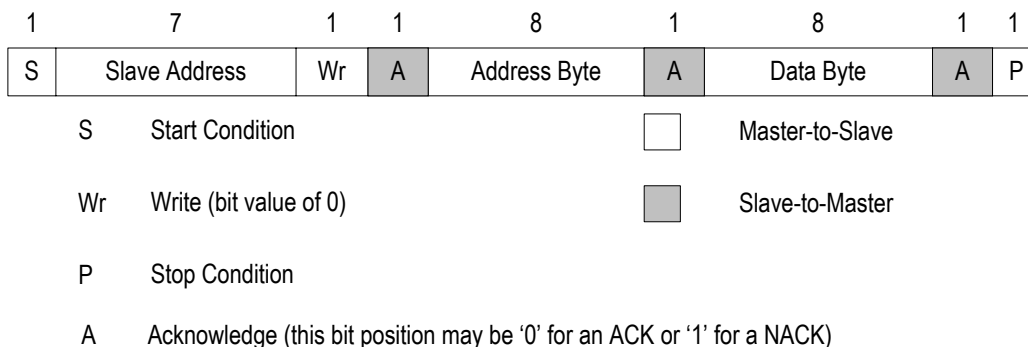 1 7 1 1 8 1 8 1 1
S Slave Address Wr A Address Byte A Data Byte A P
S Start Condition Master-to-Slave
Wr Write (bit value of 0) Slave-to-Master
P Stop Condition
A Acknowledge (this bit position may be ‘0’ for an ACK or ‘1’ for a NACK)